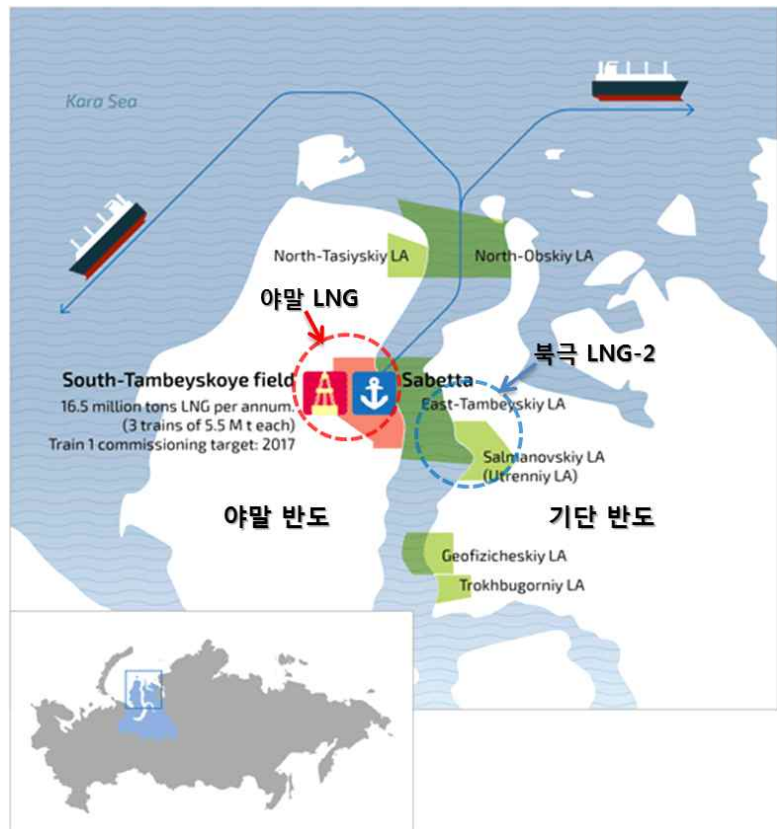 Kara Sea
North-Tasiyskiy LA
North-Obskiy LA
야말 LNG
북극 LNG-2
South-Tambeyskoye field
Sabetta
16.5 million tons LNG per annum.
(3 trains of 5.5 M t each)
Train 1 commissioning target: 2017
East-Tambeyskiy LA
Salmanovskiy LA
(Utrenniy LA)
야말 반도
기단 반도
Geofizicheskiy LA
Trokhbugorniy LA